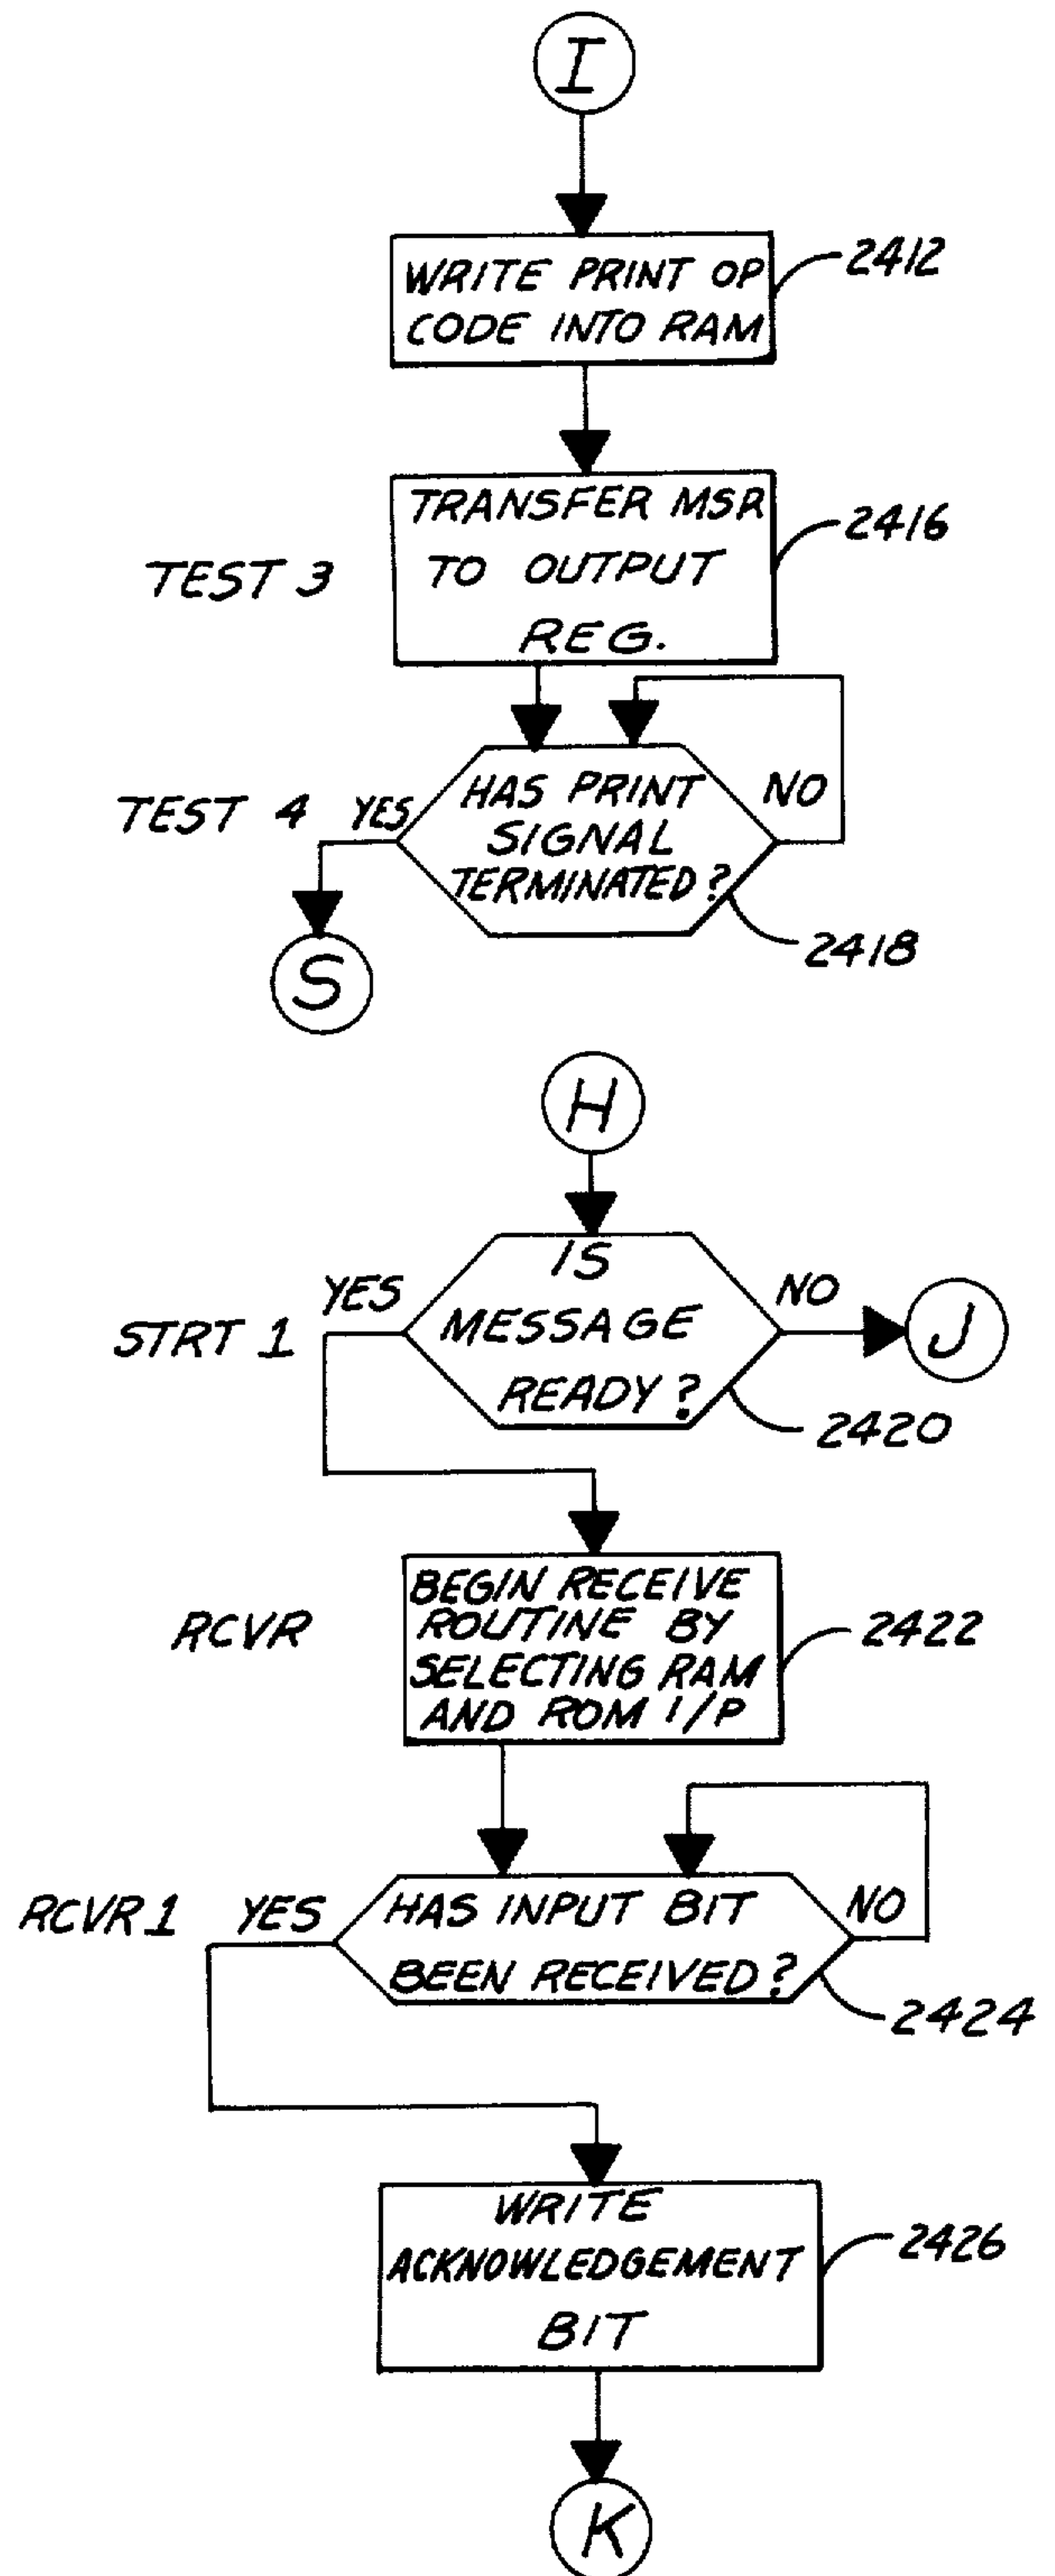 I
WRITE PRINT OP
CODE INTO RAM
2412
TEST 3
TRANSFER MSR
TO OUTPUT
REG.
2416
TEST 4
YES
HAS PRINT
SIGNAL
TERMINATED?
NO
2418
S
H
STRT 1
YES
IS
MESSAGE
READY?
NO
J
2420
RCVR
BEGIN RECEIVE
ROUTINE BY
SELECTING RAM
AND ROM I/P
2422
RCVR1
YES
HAS INPUT BIT
BEEN RECEIVED?
NO
2424
WRITE
ACKNOWLEDGEMENT
BIT
2426
K